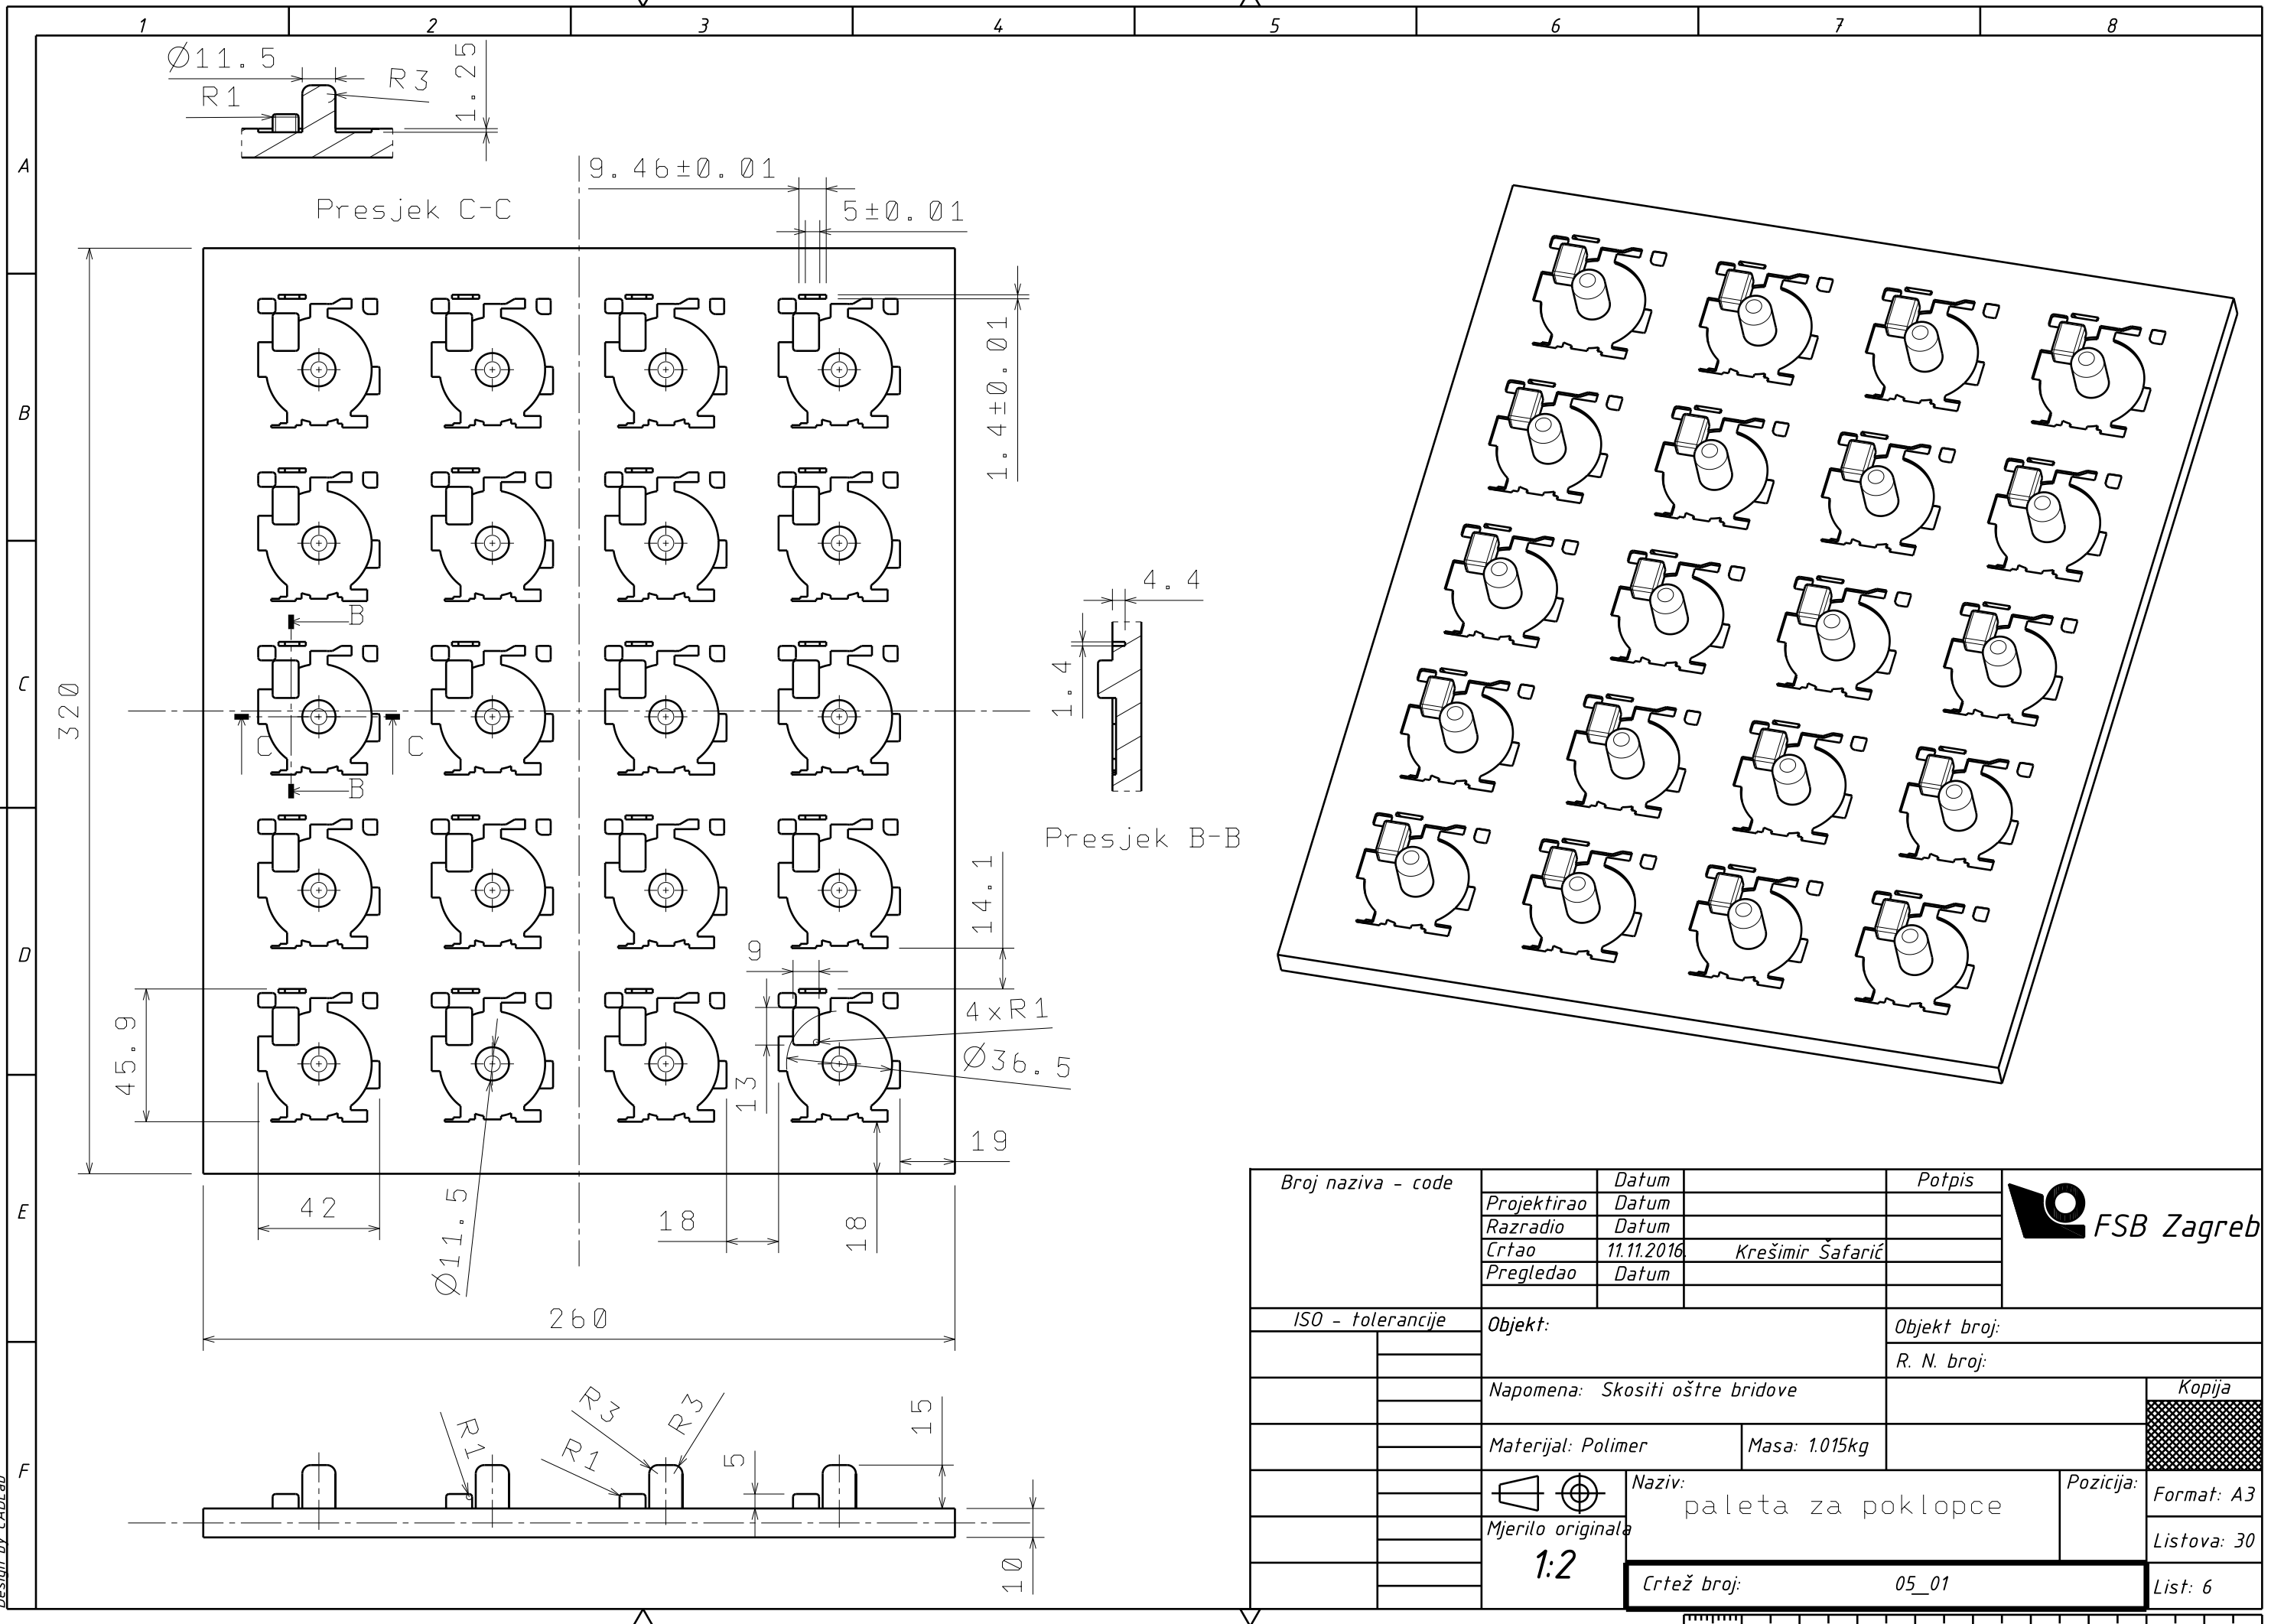 1 2 3 4 5 6 7 8
A
B
C
D
E
F
Ø11.5
R1
R3
1.25
Presjek C-C
9.46±0.01
5±0.01
1.4±0.01
320
B
B
C
C
4.4
1.4
Presjek B-B
14.1
9
4xR1
Ø36.5
13
45.9
19
42
Ø11.5
18
18
260
R1
R3
R1
R3
5
15
10
Broj naziva - code
Datum
Potpis
Projektirao Datum
Razradio Datum
Crtao 11.11.2016. Krešimir Šafarić
Pregledao Datum
FSB Zagreb
ISO - tolerancije
Objekt:
Objekt broj:
R. N. broj:
Napomena: Skositi oštre bridove
Kopija
Materijal: Polimer
Masa: 1.015kg
Naziv:
paleta za poklopce
Pozicija:
Format: A3
Mjerilo originala
1:2
Listova: 30
Crtež broj: 05_01
List: 6
Design by CADLab